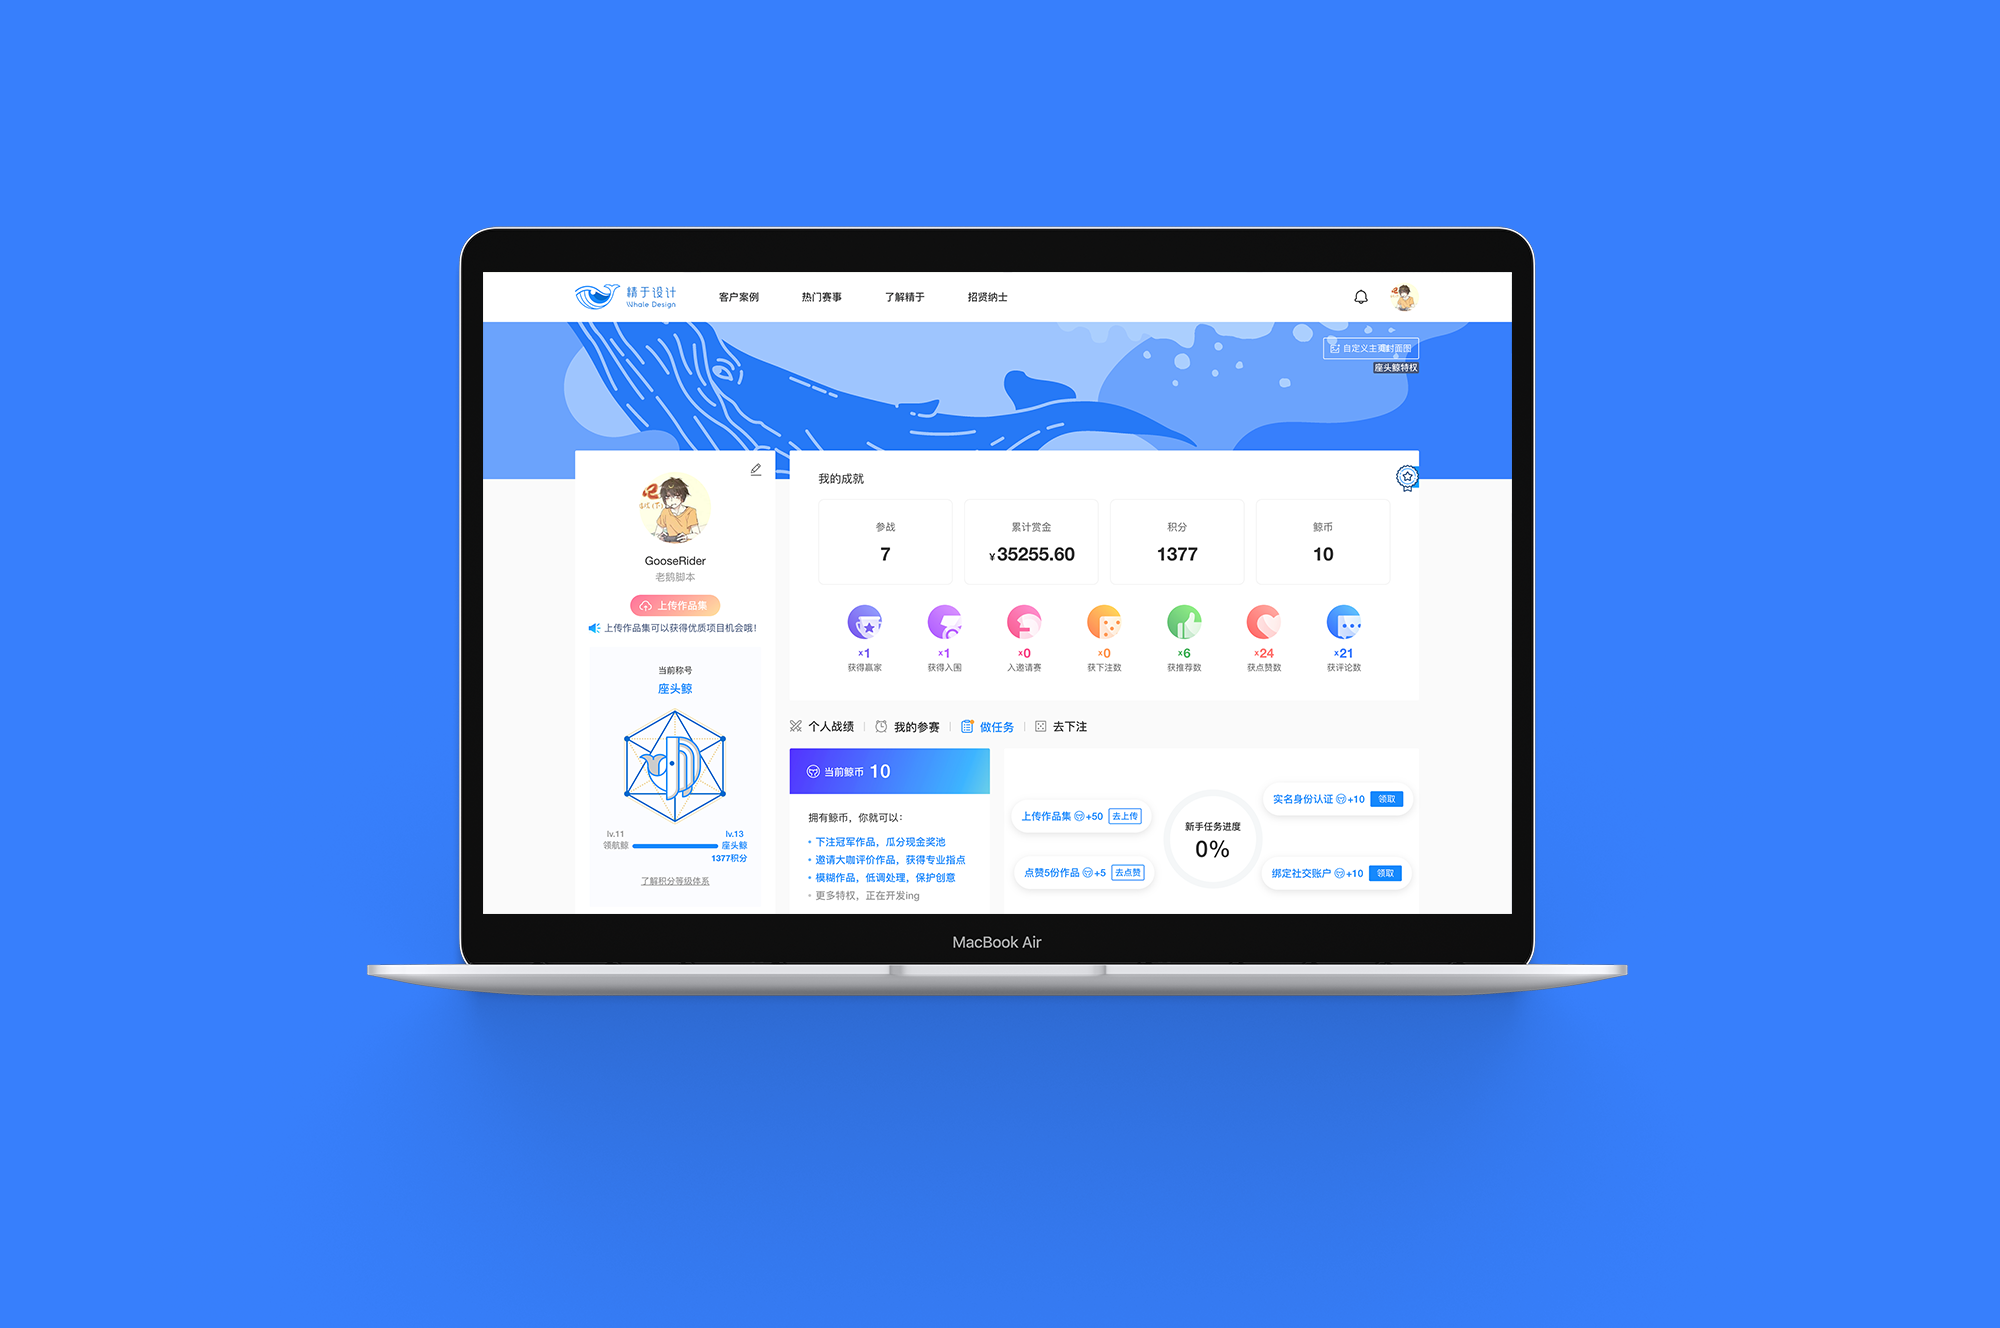 精于设计
Whale Design
客户案例
热门赛事
了解精于
招贤纳士
自定义主页封面图
座头鲸特权
GooseRider
老鹅脚本
上传作品集
上传作品集可以获得优质项目机会哦!
当前称号
座头鲸
lv.11
领航鲸
lv.13
座头鲸
1377积分
了解积分等级体系
我的成就
参战
7
累计赏金
¥35255.60
积分
1377
鲸币
10
x1
获得赢家
x1
获得入围
x0
入邀请赛
x0
获下注数
x6
获推荐数
x24
获点赞数
x21
获评论数
个人战绩
我的参赛
做任务
去下注
当前鲸币 10
拥有鲸币，你就可以：
• 下注冠军作品，瓜分现金奖池
• 邀请大咖评价作品，获得专业指点
• 模糊作品，低调处理，保护创意
• 更多特权，正在开发ing
上传作品集 +50 去上传
点赞5份作品 +5 去点赞
新手任务进度
0%
实名身份认证 +10 领取
绑定社交账户 +10 领取
MacBook Air